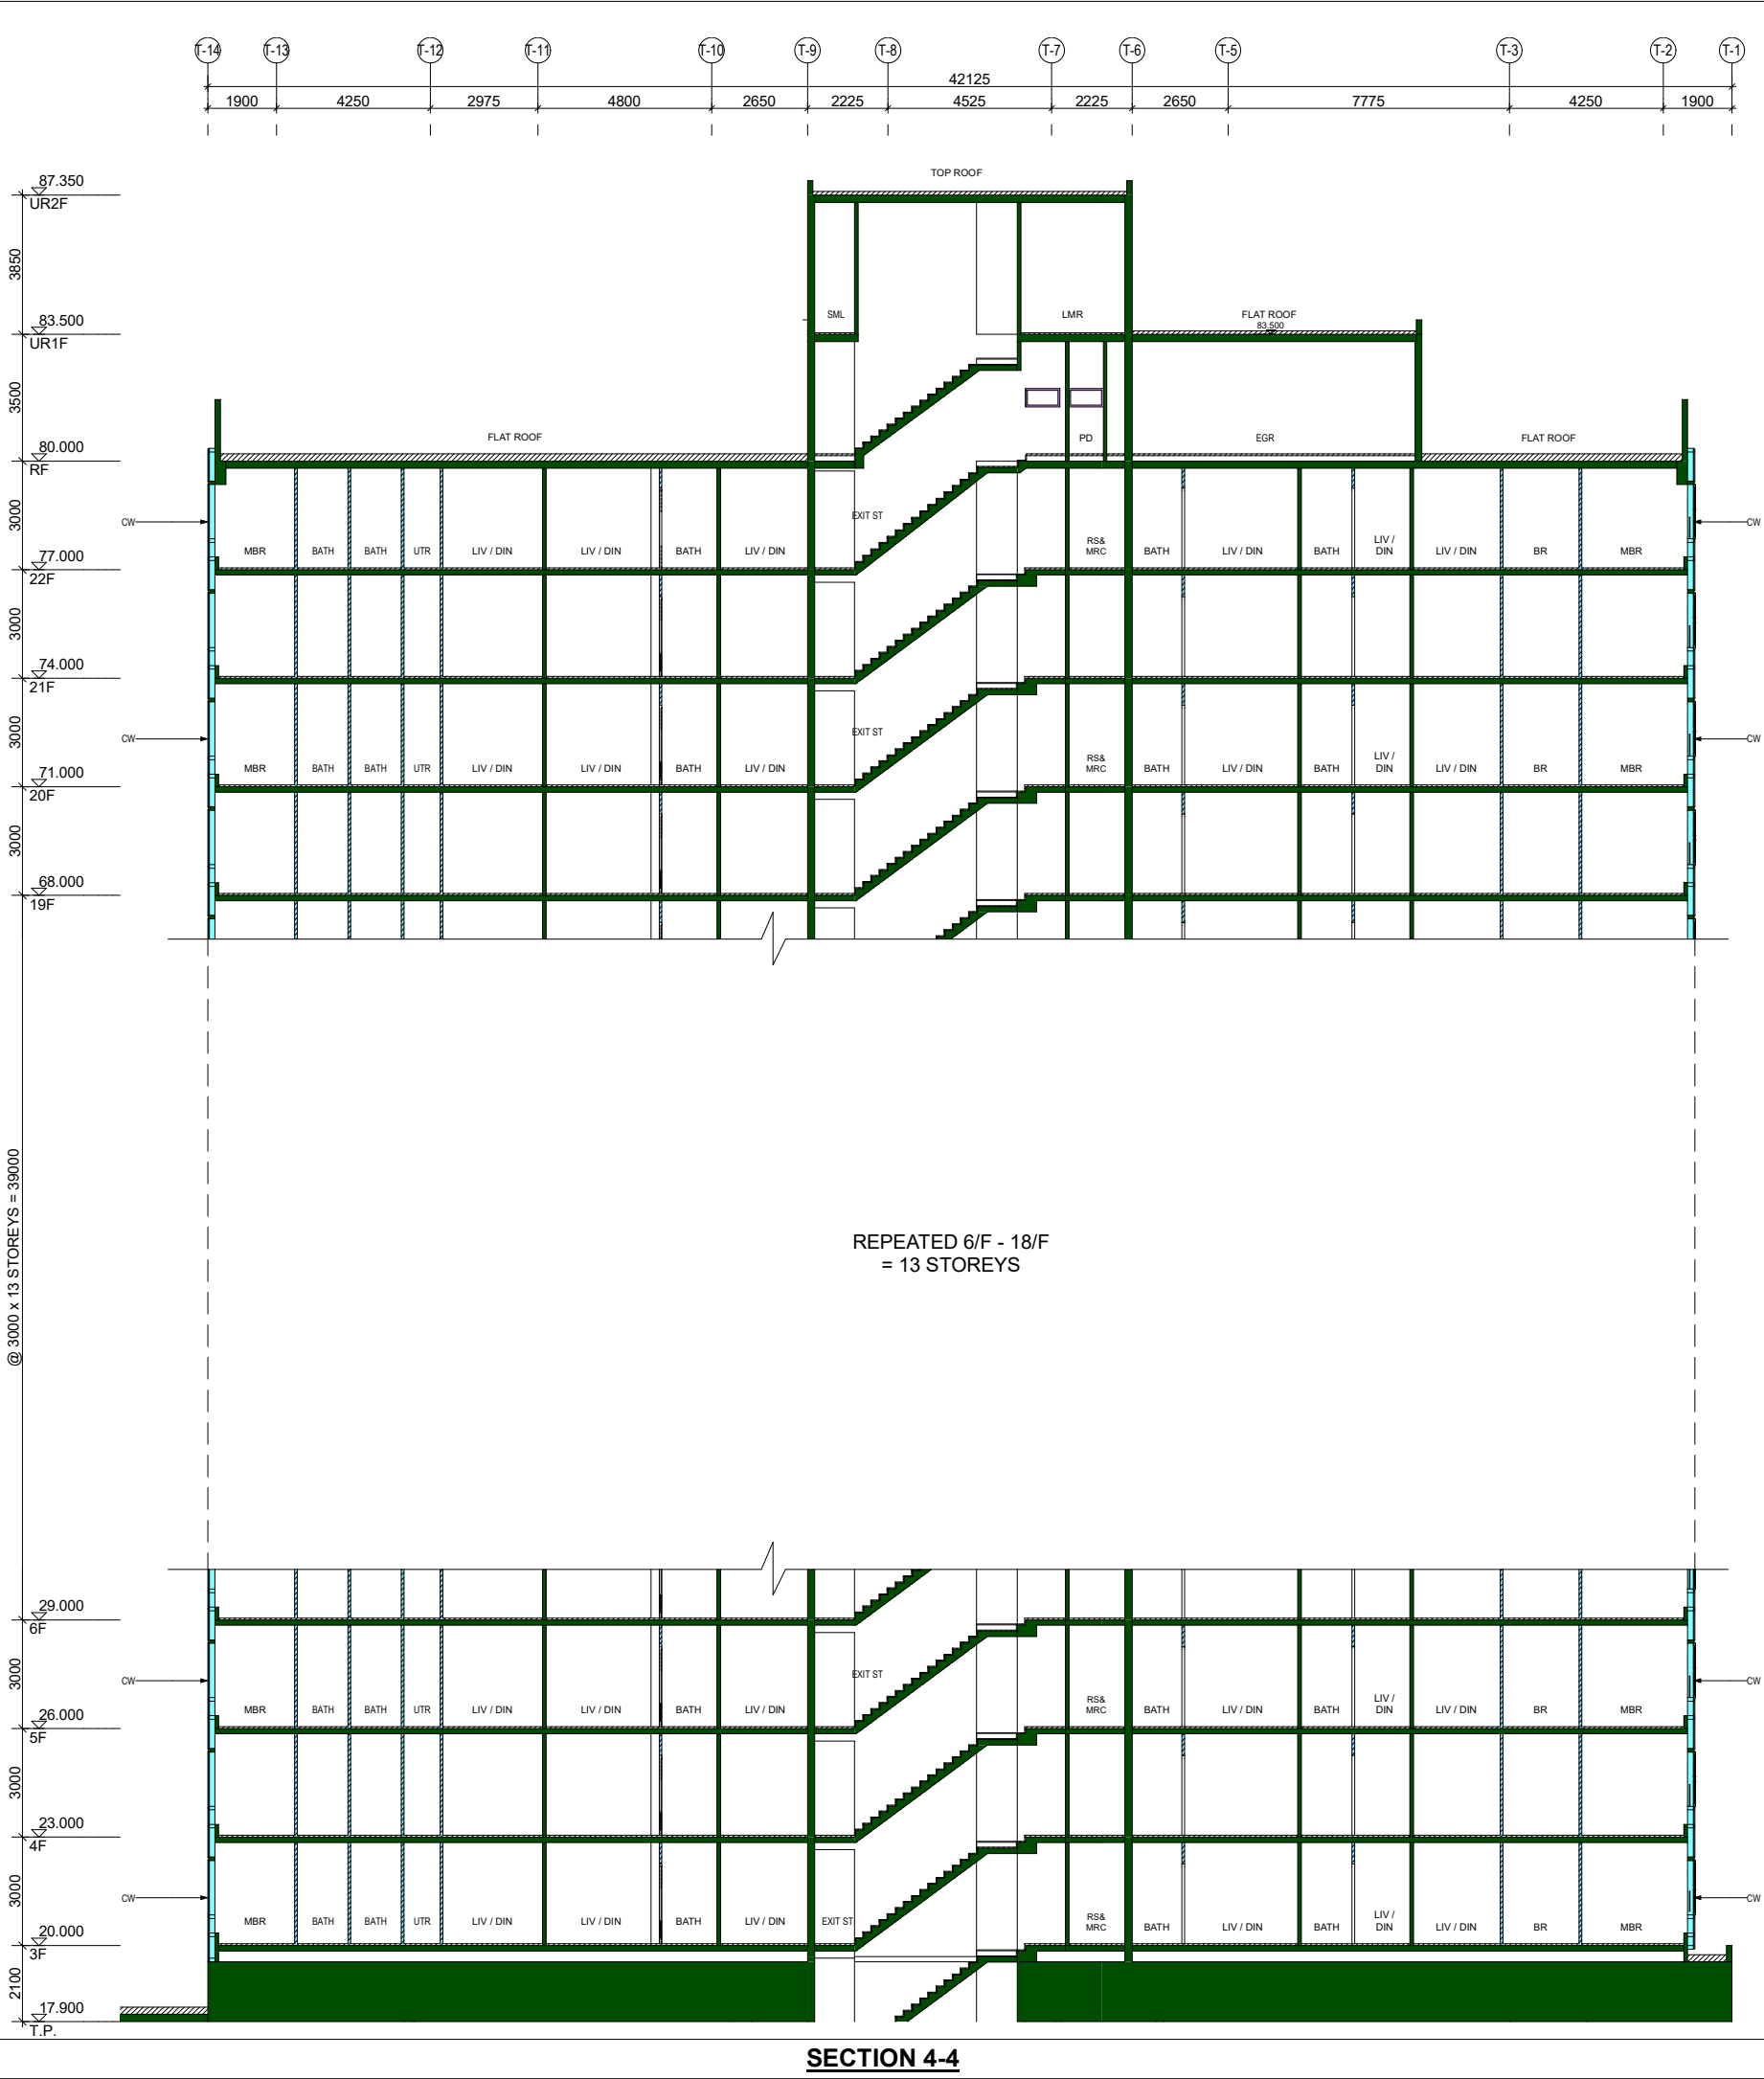 T-14 T-13 T-12 T-11 T-10 T-9 T-8 T-7 T-6 T-5 T-3 T-2 T-1
42125
1900 4250 2975 4800 2650 2225 4525 2225 2650 7775 4250 1900
TOP ROOF
87.350
UR2F
3850
SML LMR FLAT ROOF
83.500
83.500
UR1F
3500
FLAT ROOF PD EGR FLAT ROOF
80.000
RF
3000
EXIT ST
CW CW
MBR BATH BATH UTR LIV / DIN LIV / DIN BATH LIV / DIN RS& MRC BATH LIV / DIN BATH LIV / DIN LIV / DIN BR MBR
77.000
22F
3000
74.000
21F
3000
EXIT ST
CW CW
MBR BATH BATH UTR LIV / DIN LIV / DIN BATH LIV / DIN RS& MRC BATH LIV / DIN BATH LIV / DIN LIV / DIN BR MBR
71.000
20F
3000
68.000
19F
@ 3000 x 13 STOREYS = 39000
REPEATED 6/F - 18/F
= 13 STOREYS
29.000
6F
3000
EXIT ST
CW CW
MBR BATH BATH UTR LIV / DIN LIV / DIN BATH LIV / DIN RS& MRC BATH LIV / DIN BATH LIV / DIN LIV / DIN BR MBR
26.000
5F
3000
23.000
4F
3000
CW CW
MBR BATH BATH UTR LIV / DIN LIV / DIN BATH LIV / DIN EXIT ST RS& MRC BATH LIV / DIN BATH LIV / DIN LIV / DIN BR MBR
20.000
3F
2100
17.900
T.P.
SECTION 4-4